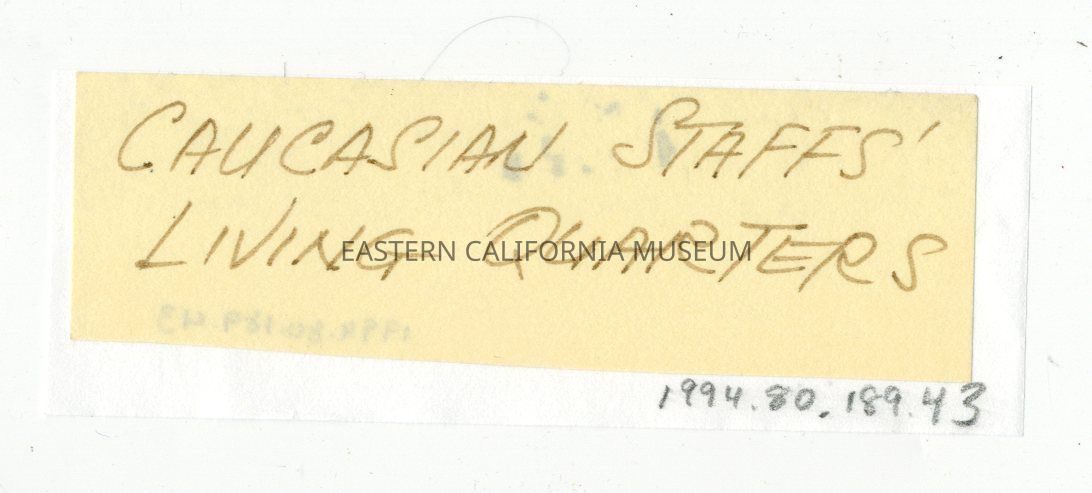 CAUCASIAN STAFFS'
LIVING QUARTERS
EASTERN CALIFORNIA MUSEUM
1994.80.189.43